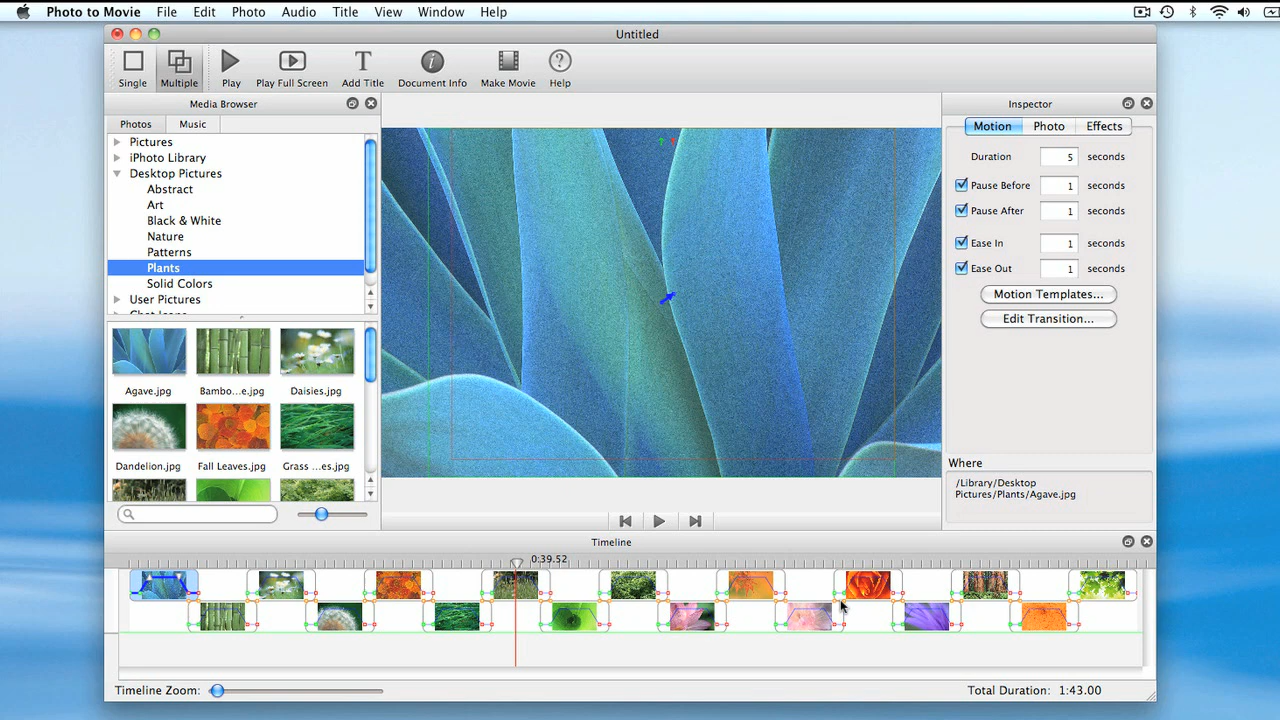 Photo to Movie File Edit Photo Audio Title View Window Help
Untitled
Single Multiple Play Play Full Screen Add Title Document Info Make Movie Help
Media Browser
Photos Music
Pictures
iPhoto Library
Desktop Pictures
Abstract
Art
Black & White
Nature
Patterns
Plants
Solid Colors
User Pictures
Agave.jpg Bambo...e.jpg Daisies.jpg
Dandelion.jpg Fall Leaves.jpg Grass ...es.jpg
Inspector
Motion Photo Effects
Duration 5 seconds
Pause Before 1 seconds
Pause After 1 seconds
Ease In 1 seconds
Ease Out 1 seconds
Motion Templates...
Edit Transition...
Where
/Library/Desktop
Pictures/Plants/Agave.jpg
Timeline
0:39.52
Timeline Zoom: Total Duration: 1:43.00